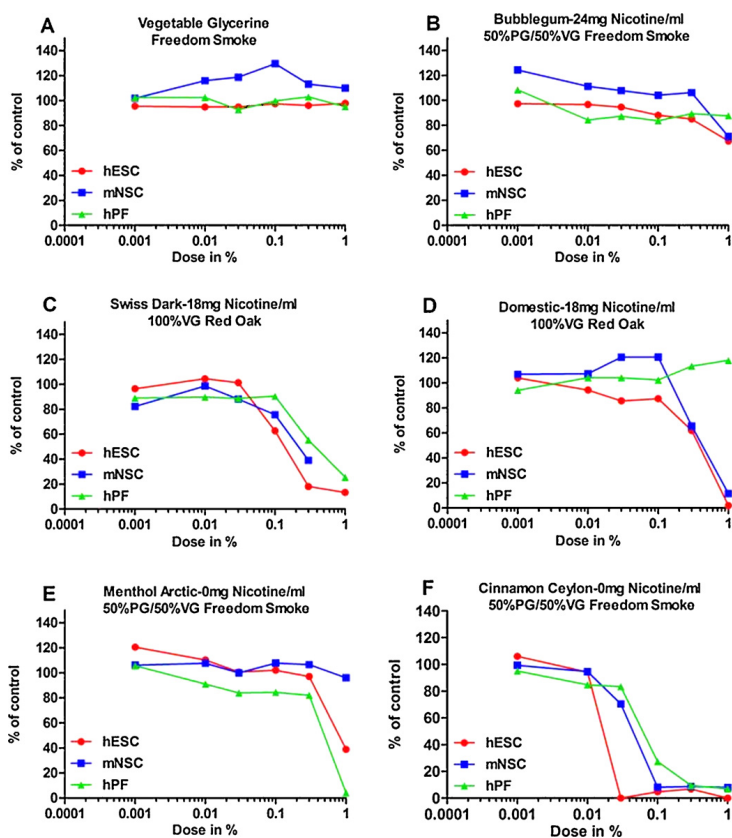 A
Vegetable Glycerine
Freedom Smoke
140
120
100
80
60
40
20
0
% of control
hESC
mNSC
hPF
0.0001 0.001 0.01 0.1 1
Dose in %
B
Bubblegum-24mg Nicotine/ml
50%PG/50%VG Freedom Smoke
140
120
100
80
60
40
20
0
% of control
hESC
mNSC
hPF
0.0001 0.001 0.01 0.1 1
Dose in %
C
Swiss Dark-18mg Nicotine/ml
100%VG Red Oak
140
120
100
80
60
40
20
0
% of control
hESC
mNSC
hPF
0.0001 0.001 0.01 0.1 1
Dose in %
D
Domestic-18mg Nicotine/ml
100%VG Red Oak
140
120
100
80
60
40
20
0
% of control
hESC
mNSC
hPF
0.0001 0.001 0.01 0.1 1
Dose in %
E
Menthol Arctic-0mg Nicotine/ml
50%PG/50%VG Freedom Smoke
140
120
100
80
60
40
20
0
% of control
hESC
mNSC
hPF
0.0001 0.001 0.01 0.1 1
Dose in %
F
Cinnamon Ceylon-0mg Nicotine/ml
50%PG/50%VG Freedom Smoke
140
120
100
80
60
40
20
0
% of control
hESC
mNSC
hPF
0.0001 0.001 0.01 0.1 1
Dose in %